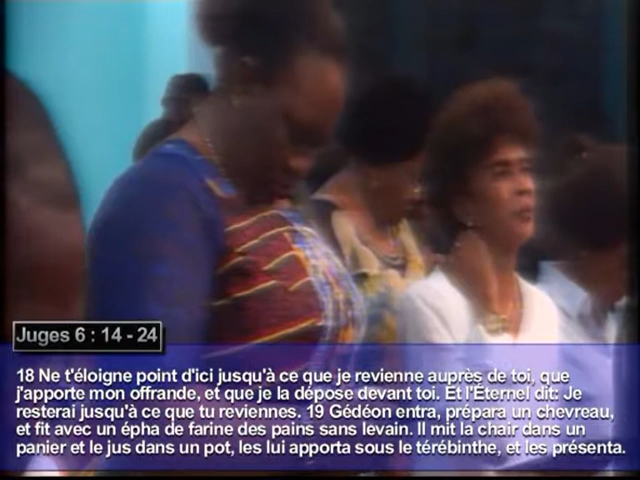 Juges 6 : 14 - 24
18 Ne t'éloigne point d'ici jusqu'à ce que je revienne auprès de toi, que
j'apporte mon offrande, et que je la dépose devant toi. Et l'Éternel dit: Je
resterai jusqu'à ce que tu reviennes. 19 Gédéon entra, prépara un chevreau,
et fit avec un épha de farine des pains sans levain. Il mit la chair dans un
panier et le jus dans un pot, les lui apporta sous le térébinthe, et les présenta.